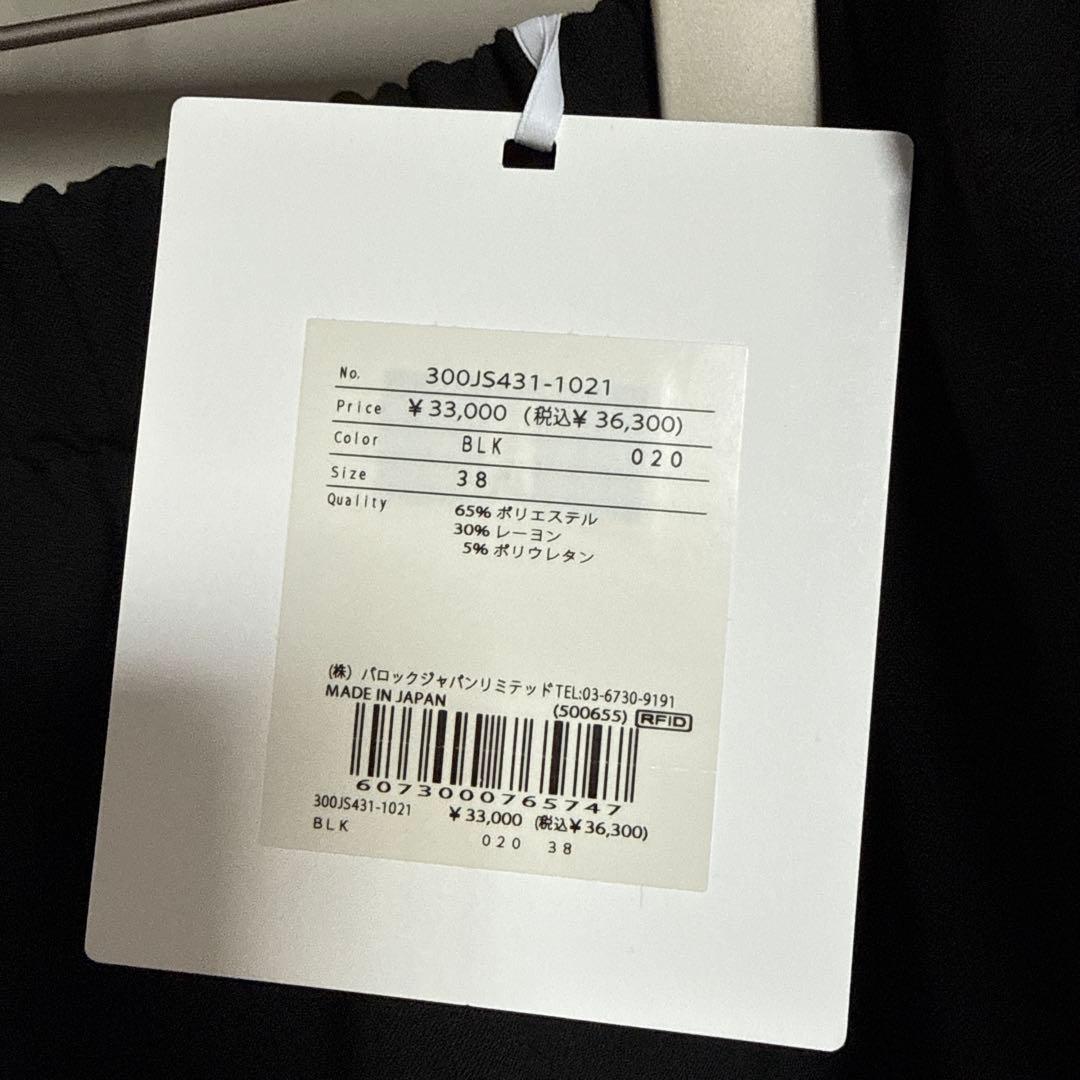 No. 300JS431-1021
Price ¥33,000 (税込¥36,300)
Color BLK 020
Size 38
Quality 65% ポリエステル
30% レーヨン
5% ポリウレタン
(株) バロックジャパンリミテッドTEL:03-6730-9191
MADE IN JAPAN (500655) RFID
6073000765747
300JS431-1021 ¥33,000 (税込¥36,300)
BLK 020 38